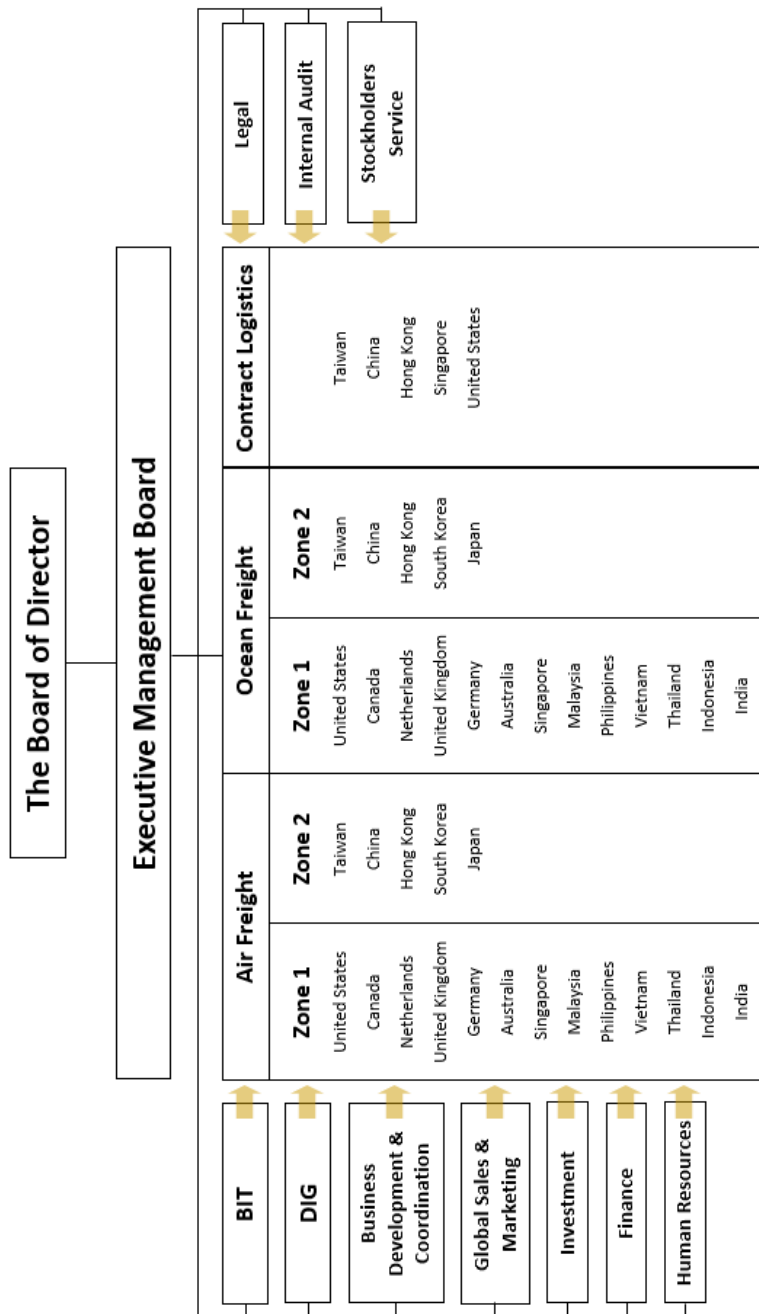 The Board of Director
Executive Management Board
BIT
DIG
Business
Development &
Coordination
Global Sales &
Marketing
Investment
Finance
Human Resources
Air Freight
Zone 1
United States
Canada
Netherlands
United Kingdom
Germany
Australia
Singapore
Malaysia
Philippines
Vietnam
Thailand
Indonesia
India
Zone 2
Taiwan
China
Hong Kong
South Korea
Japan
Ocean Freight
Zone 1
United States
Canada
Netherlands
United Kingdom
Germany
Australia
Singapore
Malaysia
Philippines
Vietnam
Thailand
Indonesia
India
Zone 2
Taiwan
China
Hong Kong
South Korea
Japan
Contract Logistics
Taiwan
China
Hong Kong
Singapore
United States
Legal
Internal Audit
Stockholders
Service